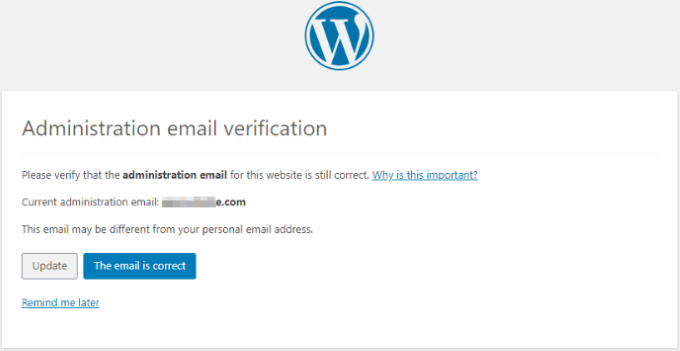 Administration email verification
Please verify that the administration email for this website is still correct. Why is this important?
Current administration email: e.com
This email may be different from your personal email address.
Update
The email is correct
Remind me later